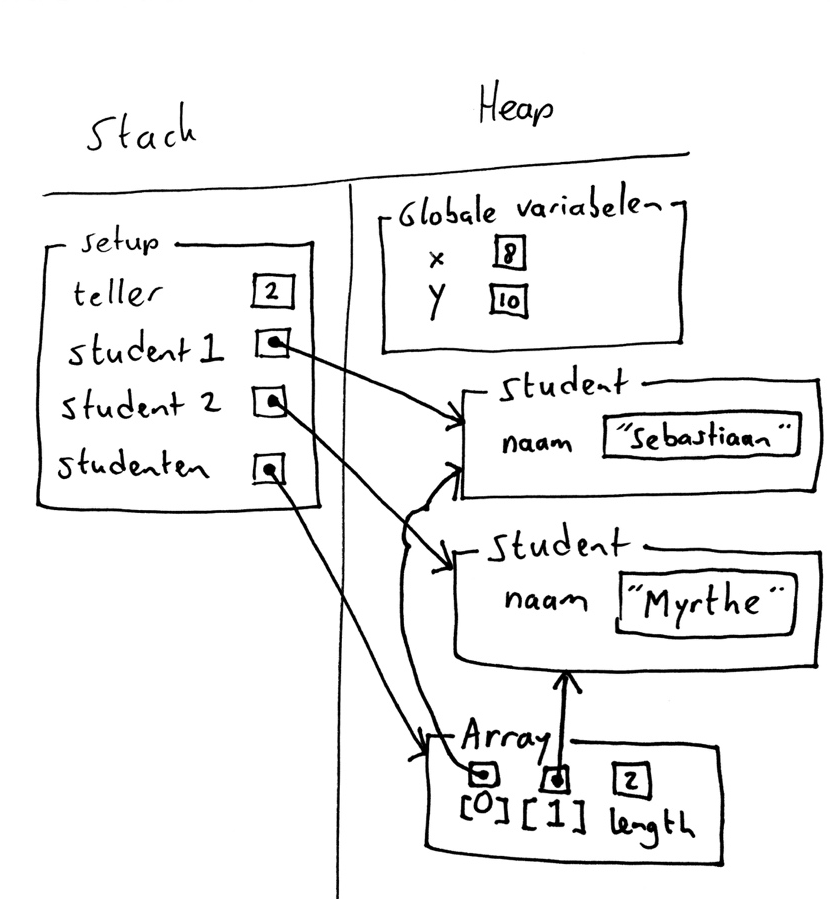 Stack
Heap
setup
teller 2
student 1
student 2
studenten
Globale variabelen
x 8
y 10
Student
naam "Sebastiaan"
Student
naam "Myrthe"
Array
2
[0] [1] length